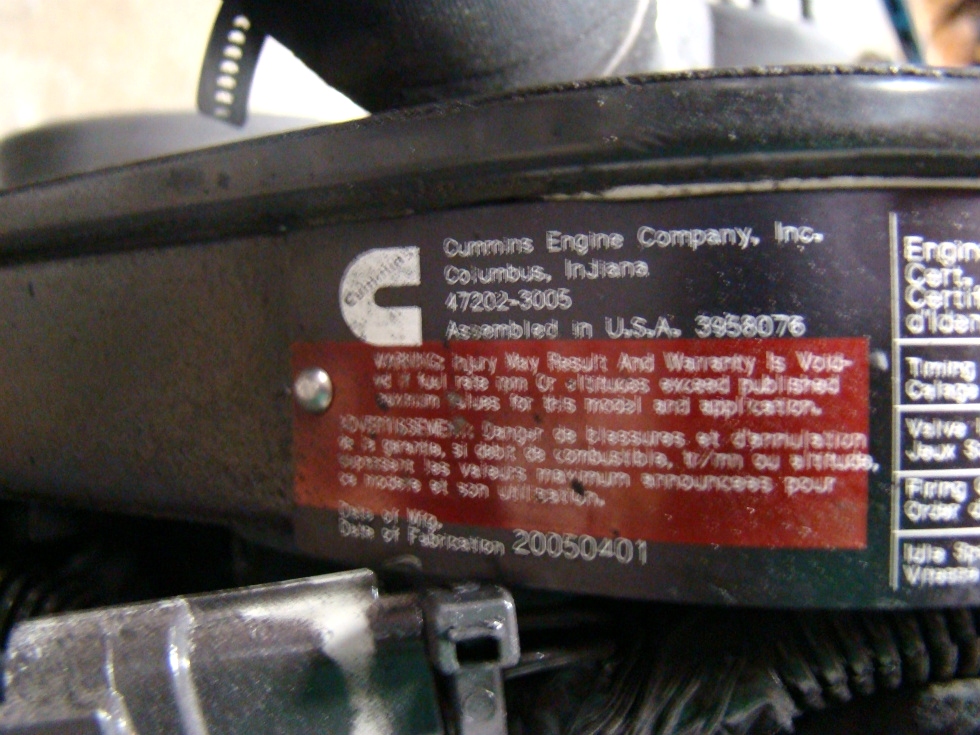 Cummins
Cummins Engine Company, Inc.
Columbus, Indiana
47202-3005
Assembled in U.S.A. 3958076
WARNING: Injury May Result And Warranty Is Void-
ed if fuel rate rpm Or altitudes exceed published
maximum values for this model and application.
AVERTISSEMENT: Danger de blessures et d'annulation
de la garantie, si debit de combustible, tr/mn ou altitude,
depassent les valeurs maximum announcees pour
ce modele et son utilisation.
Date of Mfg.
Date of Fabrication 20050401
Engin
Cert.
Certi
d'Iden
Timing
Calag
Valve
Jeux S
Firing
Order
Idle Sp
Vitesse